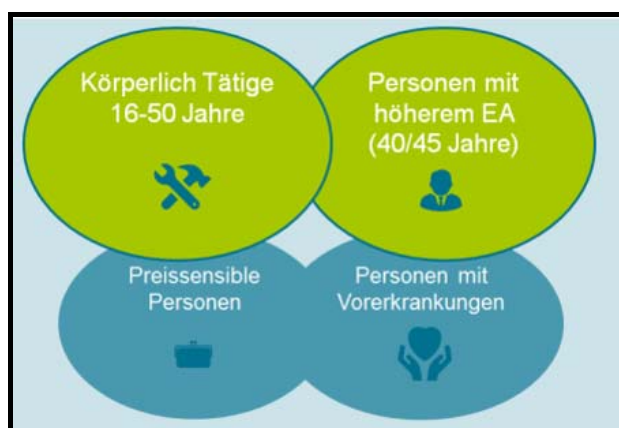 Körperlich Tätige
16-50 Jahre
Personen mit
höherem EA
(40/45 Jahre)
Preissensible
Personen
Personen mit
Vorerkrankungen